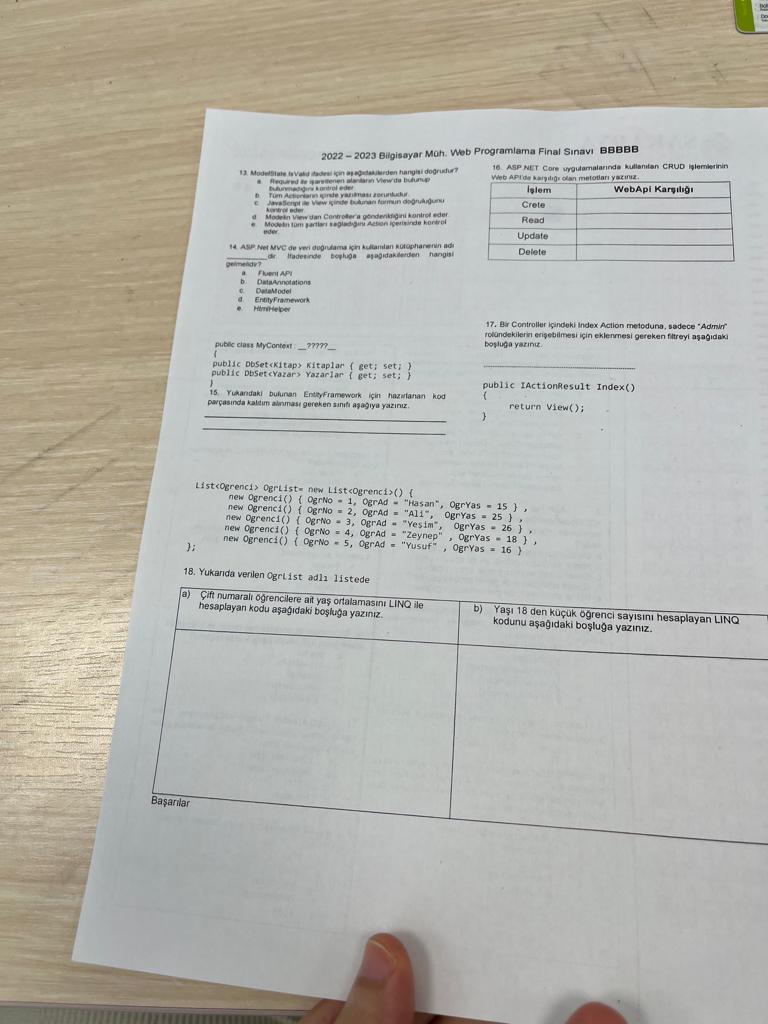 2022 – 2023 Bilgisayar Müh. Web Programlama Final Sınavı BBBBB
13. ModelState.IsValid ifadesi için aşağıdakilerden hangisi doğrudur?
a. Required ile işaretlenen alanların View'da bulunup
bulunmadığını kontrol eder.
b. Tüm Actionların içinde yazılması zorunludur.
c. JavaScript ile View içinde bulunan formun doğruluğunu
kontrol eder.
d. Modelin View'dan Controller'a gönderildiğini kontrol eder.
e. Modelin tüm şartları sağladığını Action içerisinde kontrol
eder.
14. ASP.Net MVC de veri doğrulama için kullanılan kütüphanenin adı
________dir. İfadesinde boşluğa aşağıdakilerden hangisi
gelmelidir?
a. Fluent API
b. DataAnnotations
c. DataModel
d. EntityFramework
e. HtmlHelper
public class MyContext : __?????__
{
public DbSet<Kitap> Kitaplar { get; set; }
public DbSet<Yazar> Yazarlar { get; set; }
}
15. Yukarıdaki bulunan EntityFramework için hazırlanan kod
parçasında kalıtım alınması gereken sınıfı aşağıya yazınız.
16. ASP.NET Core uygulamalarında kullanılan CRUD işlemlerinin
Web API'de karşılığı olan metotları yazınız.
İşlem WebApi Karşılığı
Crete
Read
Update
Delete
17. Bir Controller içindeki Index Action metoduna, sadece "Admin"
rolündekilerin erişebilmesi için eklenmesi gereken filtreyi aşağıdaki
boşluğa yazınız.
public IActionResult Index()
{
return View();
}
List<Ogrenci> OgrList= new List<Ogrenci>() {
new Ogrenci() { OgrNo = 1, OgrAd = "Hasan", OgrYas = 15 } ,
new Ogrenci() { OgrNo = 2, OgrAd = "Ali", OgrYas = 25 } ,
new Ogrenci() { OgrNo = 3, OgrAd = "Yeşim", OgrYas = 26 } ,
new Ogrenci() { OgrNo = 4, OgrAd = "Zeynep" , OgrYas = 18 } ,
new Ogrenci() { OgrNo = 5, OgrAd = "Yusuf" , OgrYas = 16 }
};
18. Yukarıda verilen OgrList adlı listede
a) Çift numaralı öğrencilere ait yaş ortalamasını LINQ ile
hesaplayan kodu aşağıdaki boşluğa yazınız.
b) Yaşı 18 den küçük öğrenci sayısını hesaplayan LINQ
kodunu aşağıdaki boşluğa yazınız.
Başarılar